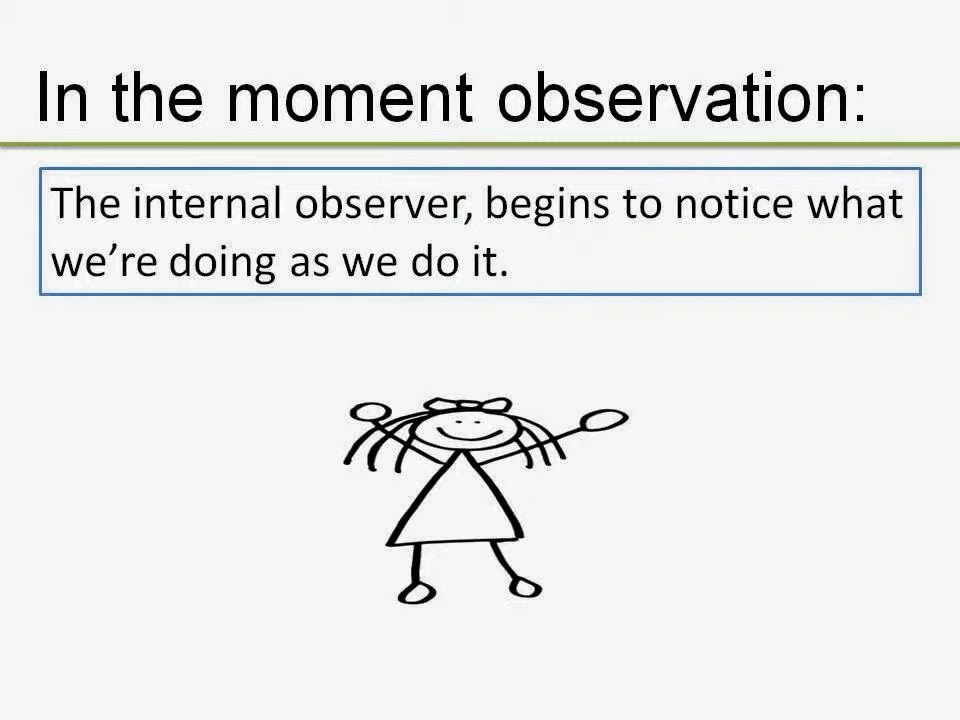 In the moment observation:
The internal observer, begins to notice what
we’re doing as we do it.